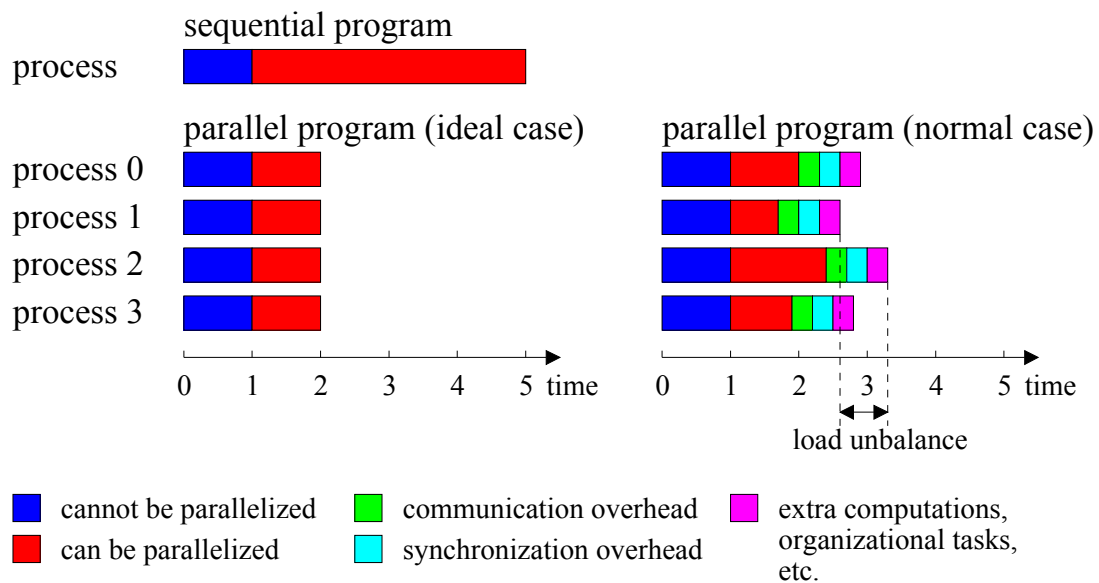 sequential program
process
parallel program (ideal case)
parallel program (normal case)
process 0
process 1
process 2
process 3
0 1 2 3 4 5 time
0 1 2 3 4 5 time
load unbalance
cannot be parallelized
can be parallelized
communication overhead
synchronization overhead
extra computations,
organizational tasks,
etc.